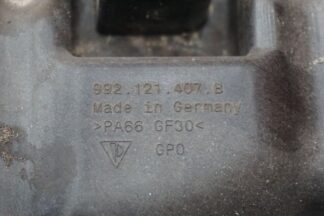 992.121.407.B
Made in Germany
>PA66 GF30<
GPO